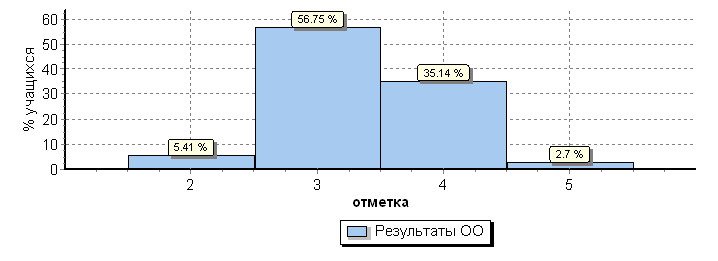 % учащихся
60
50
40
30
20
10
0
56.75 %
35.14 %
5.41 %
2.7 %
2 3 4 5
отметка
Результаты ОО